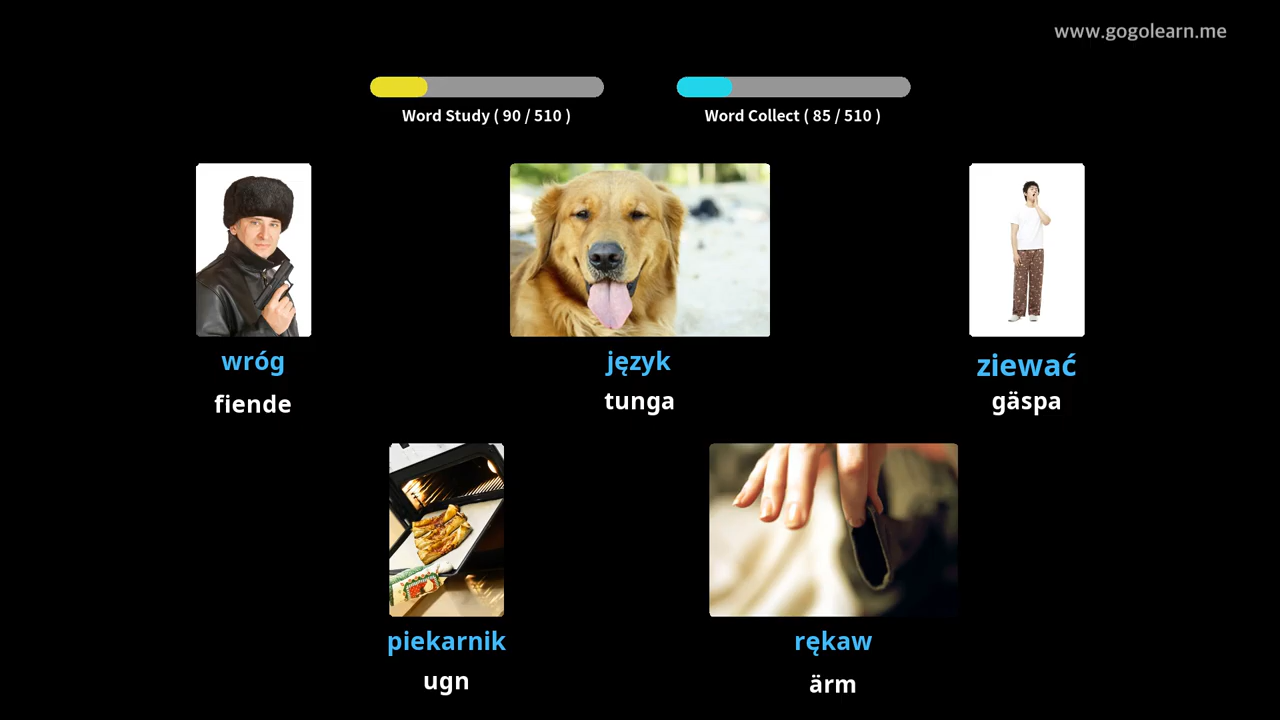 www.gogolearn.me
Word Study ( 90 / 510 )
Word Collect ( 85 / 510 )
wróg
fiende
język
tunga
ziewać
gäspa
piekarnik
ugn
rękaw
ärm